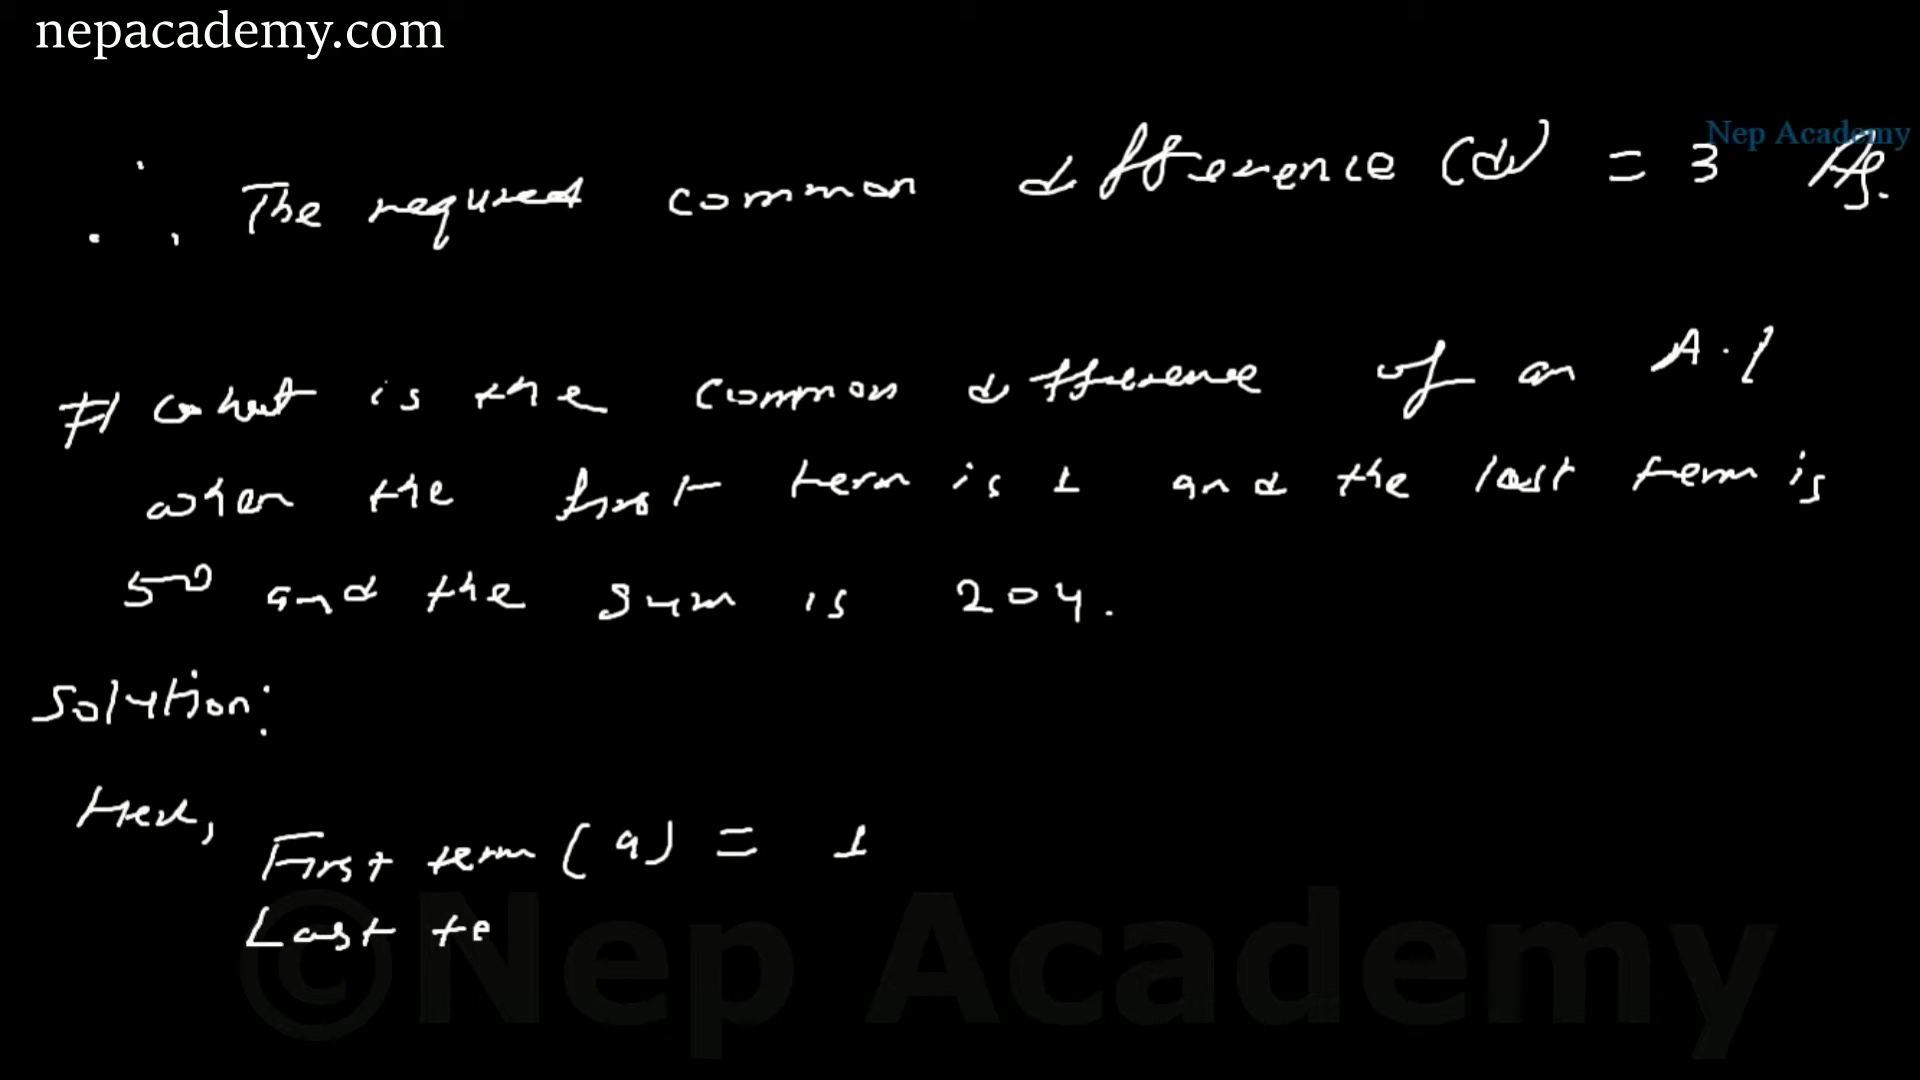 nepacademy.com
Nep Academy
∴ The required common difference (d) = 3
# what is the common difference of an A.P
when the first term is 1 and the last term is
50 and the sum is 204.
Solution:
Here,
First term (a) = 1
Last te
©Nep Academy